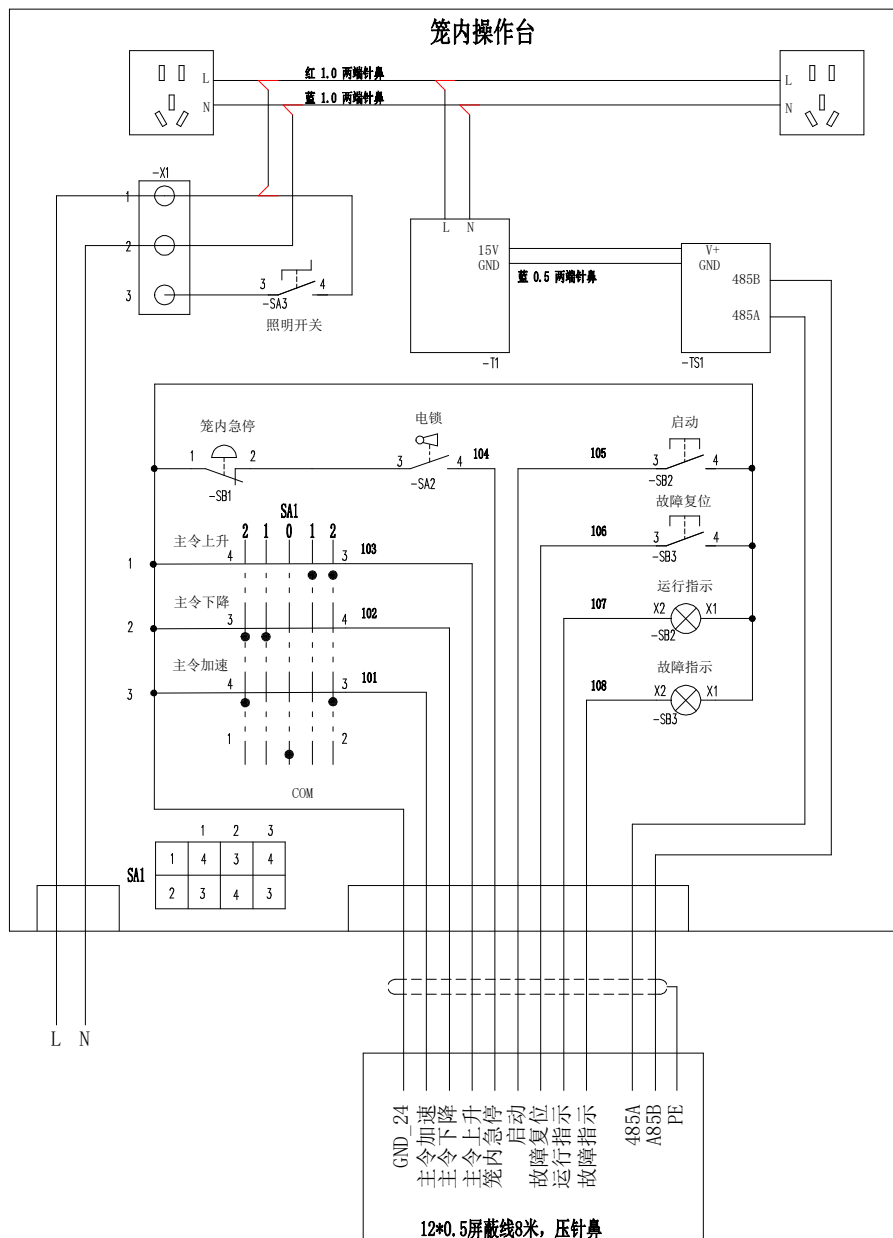 笼内操作台
L
N
红 1.0 两端针鼻
蓝 1.0 两端针鼻
L
N
-X1
1
2
3
3
4
-SA3
照明开关
L N
15V
GND
-T1
蓝 0.5 两端针鼻
V+
GND
485B
485A
-TS1
笼内急停
1 2
-SB1
电锁
3 4
-SA2
104
105
启动
3 4
-SB2
故障复位
106
3 4
-SB3
运行指示
107
X2 X1
-SB2
故障指示
108
X2 X1
-SB3
SA1
2 1 0 1 2
主令上升
1 4 3 103
主令下降
2 3 4 102
主令加速
3 4 3 101
1 2
COM
1 2 3
SA1
1 4 3 4
2 3 4 3
L N
GND_24
主令加速
主令下降
主令上升
笼内急停
启动
故障复位
运行指示
故障指示
485A
A85B
PE
12*0.5屏蔽线8米，压针鼻